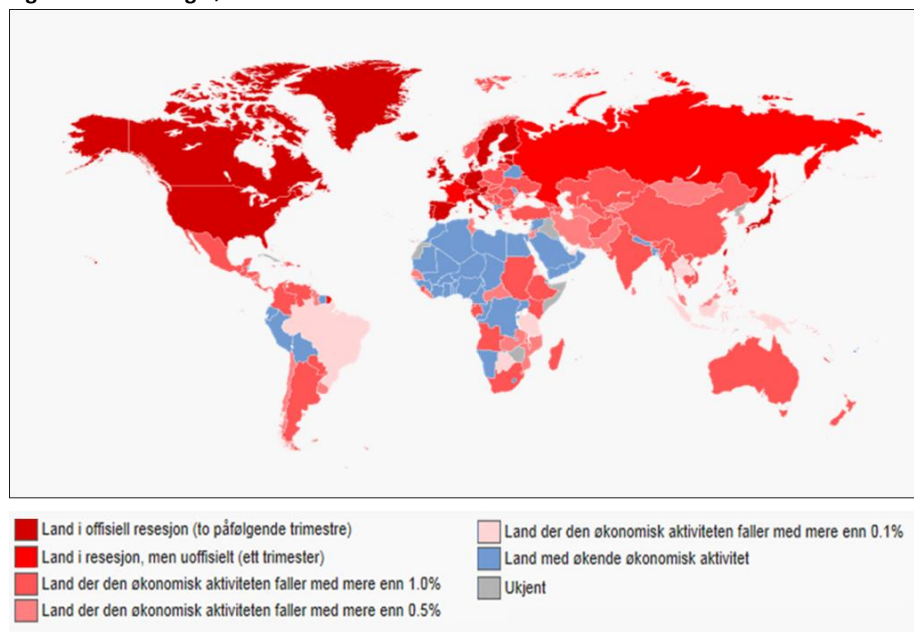 Land i offisiell resesjon (to påfølgende trimestre)
Land i resesjon, men uoffisielt (ett trimester)
Land der den økonomisk aktiviteten faller med mere enn 1.0%
Land der den økonomisk aktiviteten faller med mere enn 0.5%
Land der den økonomisk aktiviteten faller med mere enn 0.1%
Land med økende økonomisk aktivitet
Ukjent